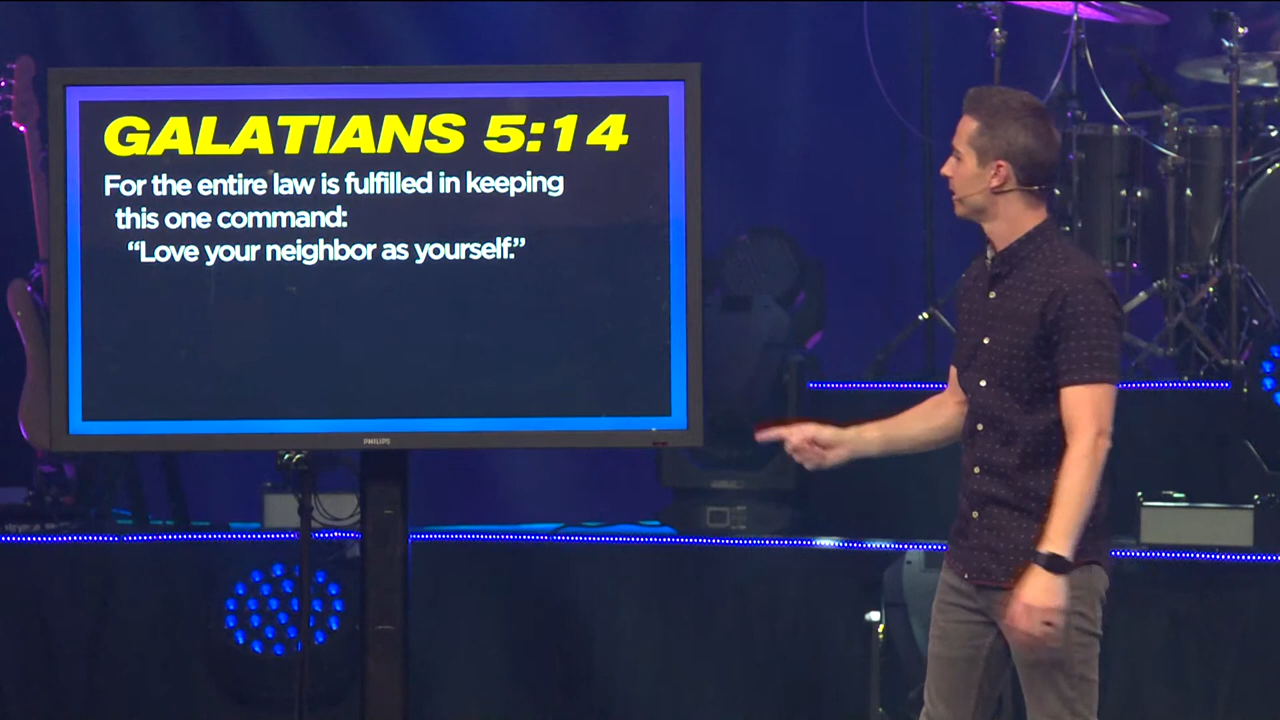 GALATIANS 5:14
For the entire law is fulfilled in keeping
this one command:
“Love your neighbor as yourself.”
PHILIPS